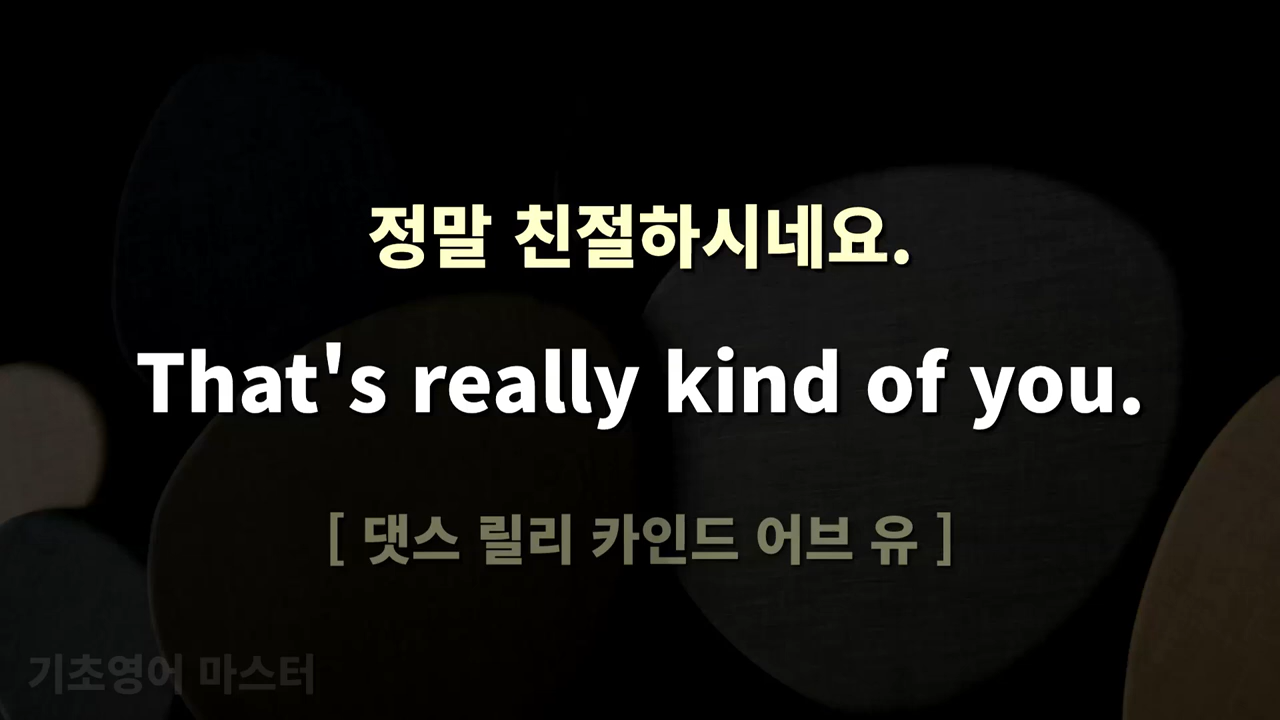 정말 친절하시네요.
That's really kind of you.
[ 댓스 릴리 카인드 어브 유 ]
기초영어 마스터